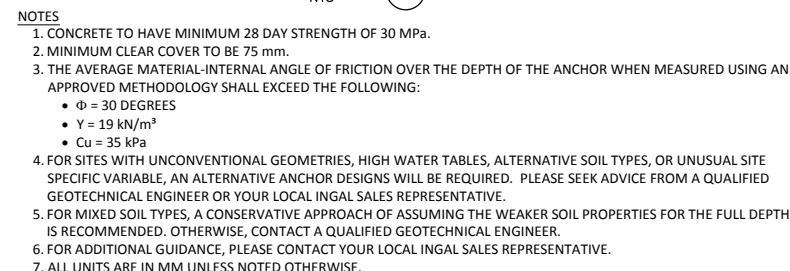 NOTES
1. CONCRETE TO HAVE MINIMUM 28 DAY STRENGTH OF 30 MPa.
2. MINIMUM CLEAR COVER TO BE 75 mm.
3. THE AVERAGE MATERIAL-INTERNAL ANGLE OF FRICTION OVER THE DEPTH OF THE ANCHOR WHEN MEASURED USING AN
APPROVED METHODOLOGY SHALL EXCEED THE FOLLOWING:
• Φ = 30 DEGREES
• Y = 19 kN/m³
• Cu = 35 kPa
4. FOR SITES WITH UNCONVENTIONAL GEOMETRIES, HIGH WATER TABLES, ALTERNATIVE SOIL TYPES, OR UNUSUAL SITE
SPECIFIC VARIABLE, AN ALTERNATIVE ANCHOR DESIGNS WILL BE REQUIRED. PLEASE SEEK ADVICE FROM A QUALIFIED
GEOTECHNICAL ENGINEER OR YOUR LOCAL INGAL SALES REPRESENTATIVE.
5. FOR MIXED SOIL TYPES, A CONSERVATIVE APPROACH OF ASSUMING THE WEAKER SOIL PROPERTIES FOR THE FULL DEPTH
IS RECOMMENDED. OTHERWISE, CONTACT A QUALIFIED GEOTECHNICAL ENGINEER.
6. FOR ADDITIONAL GUIDANCE, PLEASE CONTACT YOUR LOCAL INGAL SALES REPRESENTATIVE.
7. ALL UNITS ARE IN MM UNLESS NOTED OTHERWISE.